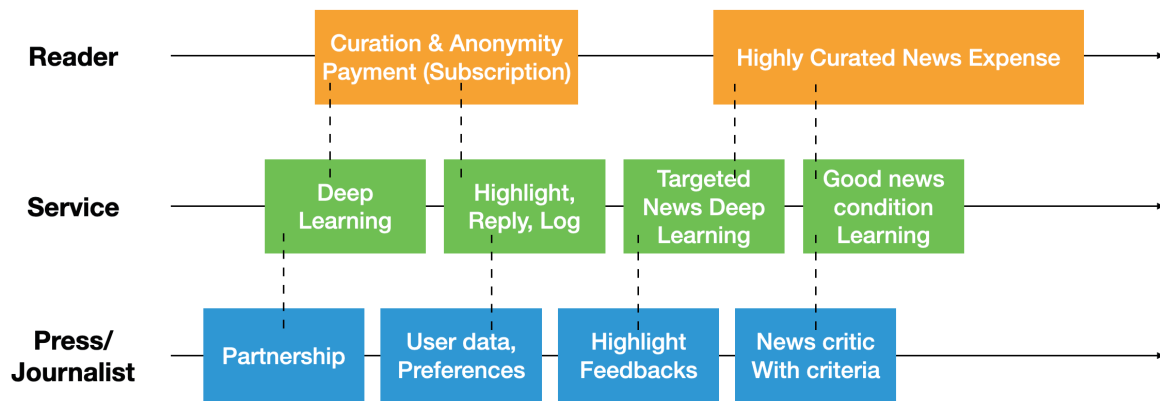 Reader
Curation & Anonymity
Payment (Subscription)
Highly Curated News Expense
Service
Deep
Learning
Highlight,
Reply, Log
Targeted
News Deep
Learning
Good news
condition
Learning
Press/
Journalist
Partnership
User data,
Preferences
Highlight
Feedbacks
News critic
With criteria